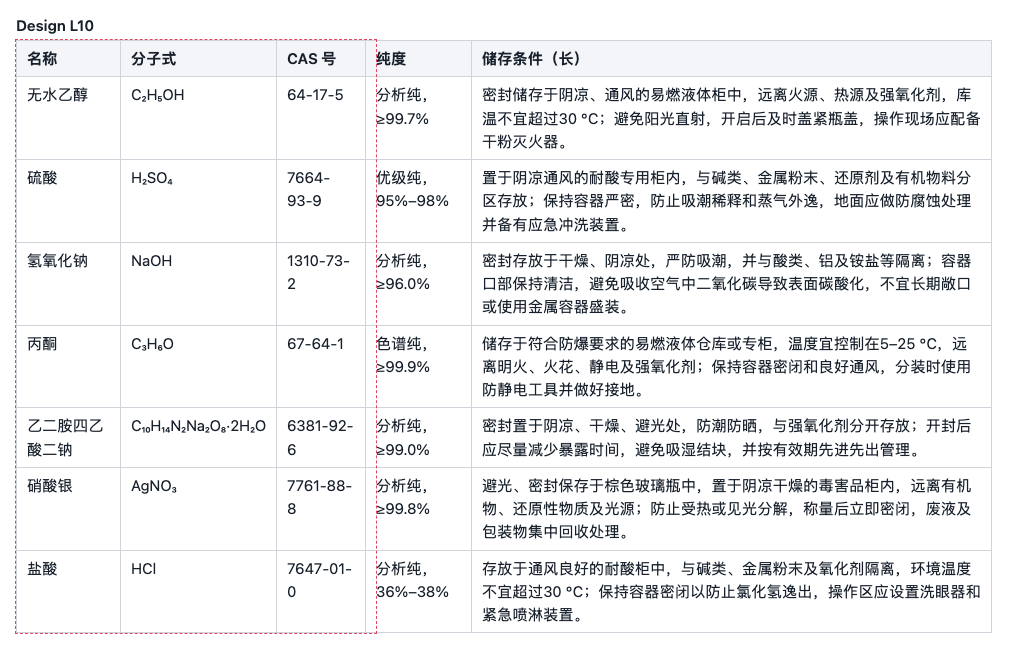 Design L10
名称 分子式 CAS 号 纯度 储存条件（长）
无水乙醇 C₂H₅OH 64-17-5 分析纯， 密封储存于阴凉、通风的易燃液体柜中，远离火源、热源及强氧化剂，库
≥99.7% 温不宜超过30 °C；避免阳光直射，开启后及时盖紧瓶盖，操作现场应配备
干粉灭火器。
硫酸 H₂SO₄ 7664- 优级纯， 置于阴凉通风的耐酸专用柜内，与碱类、金属粉末、还原剂及有机物料分
93-9 95%–98% 区存放；保持容器严密，防止吸潮稀释和蒸气外逸，地面应做防腐蚀处理
并备有应急冲洗装置。
氢氧化钠 NaOH 1310-73- 分析纯， 密封存放于干燥、阴凉处，严防吸潮，并与酸类、铝及铵盐等隔离；容器
2 ≥96.0% 口部保持清洁，避免吸收空气中二氧化碳导致表面碳酸化，不宜长期敞口
或使用金属容器盛装。
丙酮 C₃H₆O 67-64-1 色谱纯， 储存于符合防爆要求的易燃液体仓库或专柜，温度宜控制在5–25 °C，远
≥99.9% 离明火、火花、静电及强氧化剂；保持容器密闭和良好通风，分装时使用
防静电工具并做好接地。
乙二胺四乙 C₁₀H₁₄N₂Na₂O₈·2H₂O 6381-92- 分析纯， 密封置于阴凉、干燥、避光处，防潮防晒，与强氧化剂分开存放；开封后
酸二钠 6 ≥99.0% 应尽量减少暴露时间，避免吸湿结块，并按有效期先进先出管理。
硝酸银 AgNO₃ 7761-88- 分析纯， 避光、密封保存于棕色玻璃瓶中，置于阴凉干燥的毒害品柜内，远离有机
8 ≥99.8% 物、还原性物质及光源；防止受热或见光分解，称量后立即密闭，废液及
包装物集中回收处理。
盐酸 HCl 7647-01- 分析纯， 存放于通风良好的耐酸柜中，与碱类、金属粉末及氧化剂隔离，环境温度
0 36%–38% 不宜超过30 °C；保持容器密闭以防止氯化氢逸出，操作区应设置洗眼器和
紧急喷淋装置。